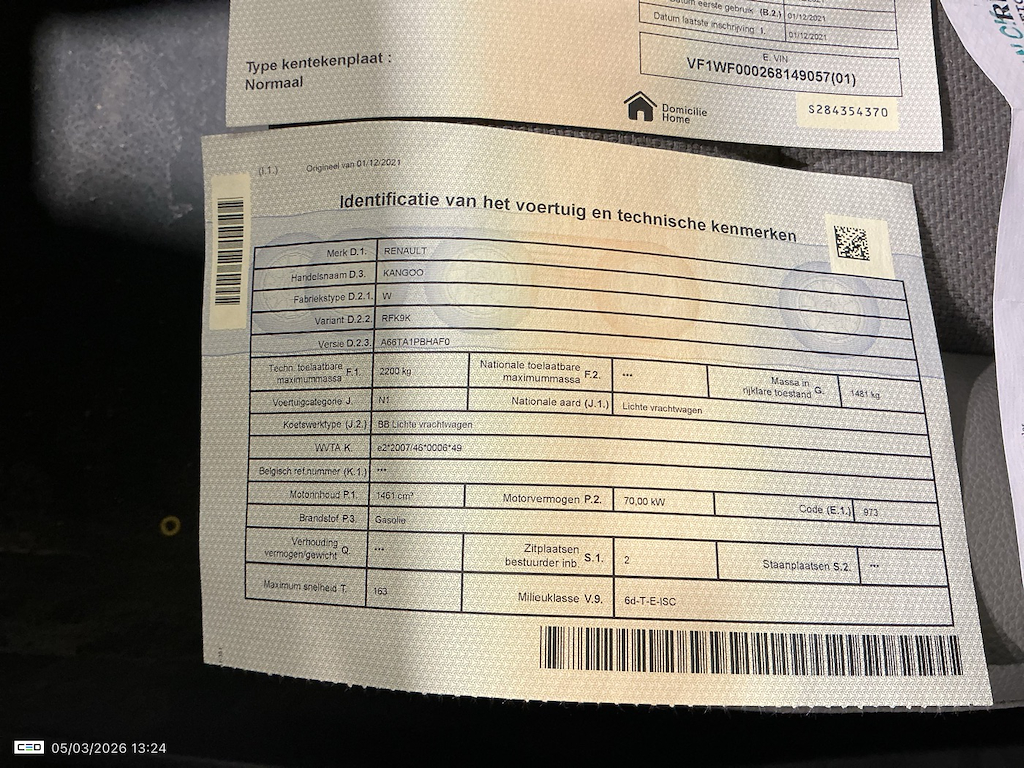 Datum eerste gebruik (B.2.) 01/12/2021
Datum laatste inschrijving I. 01/12/2021
E. VIN
VF1WF000268149057(01)
Type kentekenplaat :
Normaal
Domicilie
Home
S284354370
(I.1.) Origineel van 01/12/2021
Identificatie van het voertuig en technische kenmerken
Merk D.1. RENAULT
Handelsnaam D.3. KANGOO
Fabriekstype D.2.1. W
Variant D.2.2. RFK9K
Versie D.2.3. A66TA1PBHAF0
Techn. toelaatbare maximummassa F.1. 2200 kg Nationale toelaatbare maximummassa F.2. *** Massa in rijklare toestand G. 1481 kg
Voertuigcategorie J. N1 Nationale aard (J.1.) Lichte vrachtwagen
Koetswerktype (J.2.) BB Lichte vrachtwagen
WVTA K. e2*2007/46*0006*49
Belgisch ref.nummer (K.1.) ***
Motorinhoud P.1. 1461 cm³ Motorvermogen P.2. 70,00 kW Code (E.1.) 973
Brandstof P.3. Gasolie
Verhouding vermogen/gewicht Q. *** Zitplaatsen bestuurder inb. S.1. 2 Staanplaatsen S.2. ***
Maximum snelheid T. 163 Milieuklasse V.9. 6d-T-E-ISC
CEO 05/03/2026 13:24